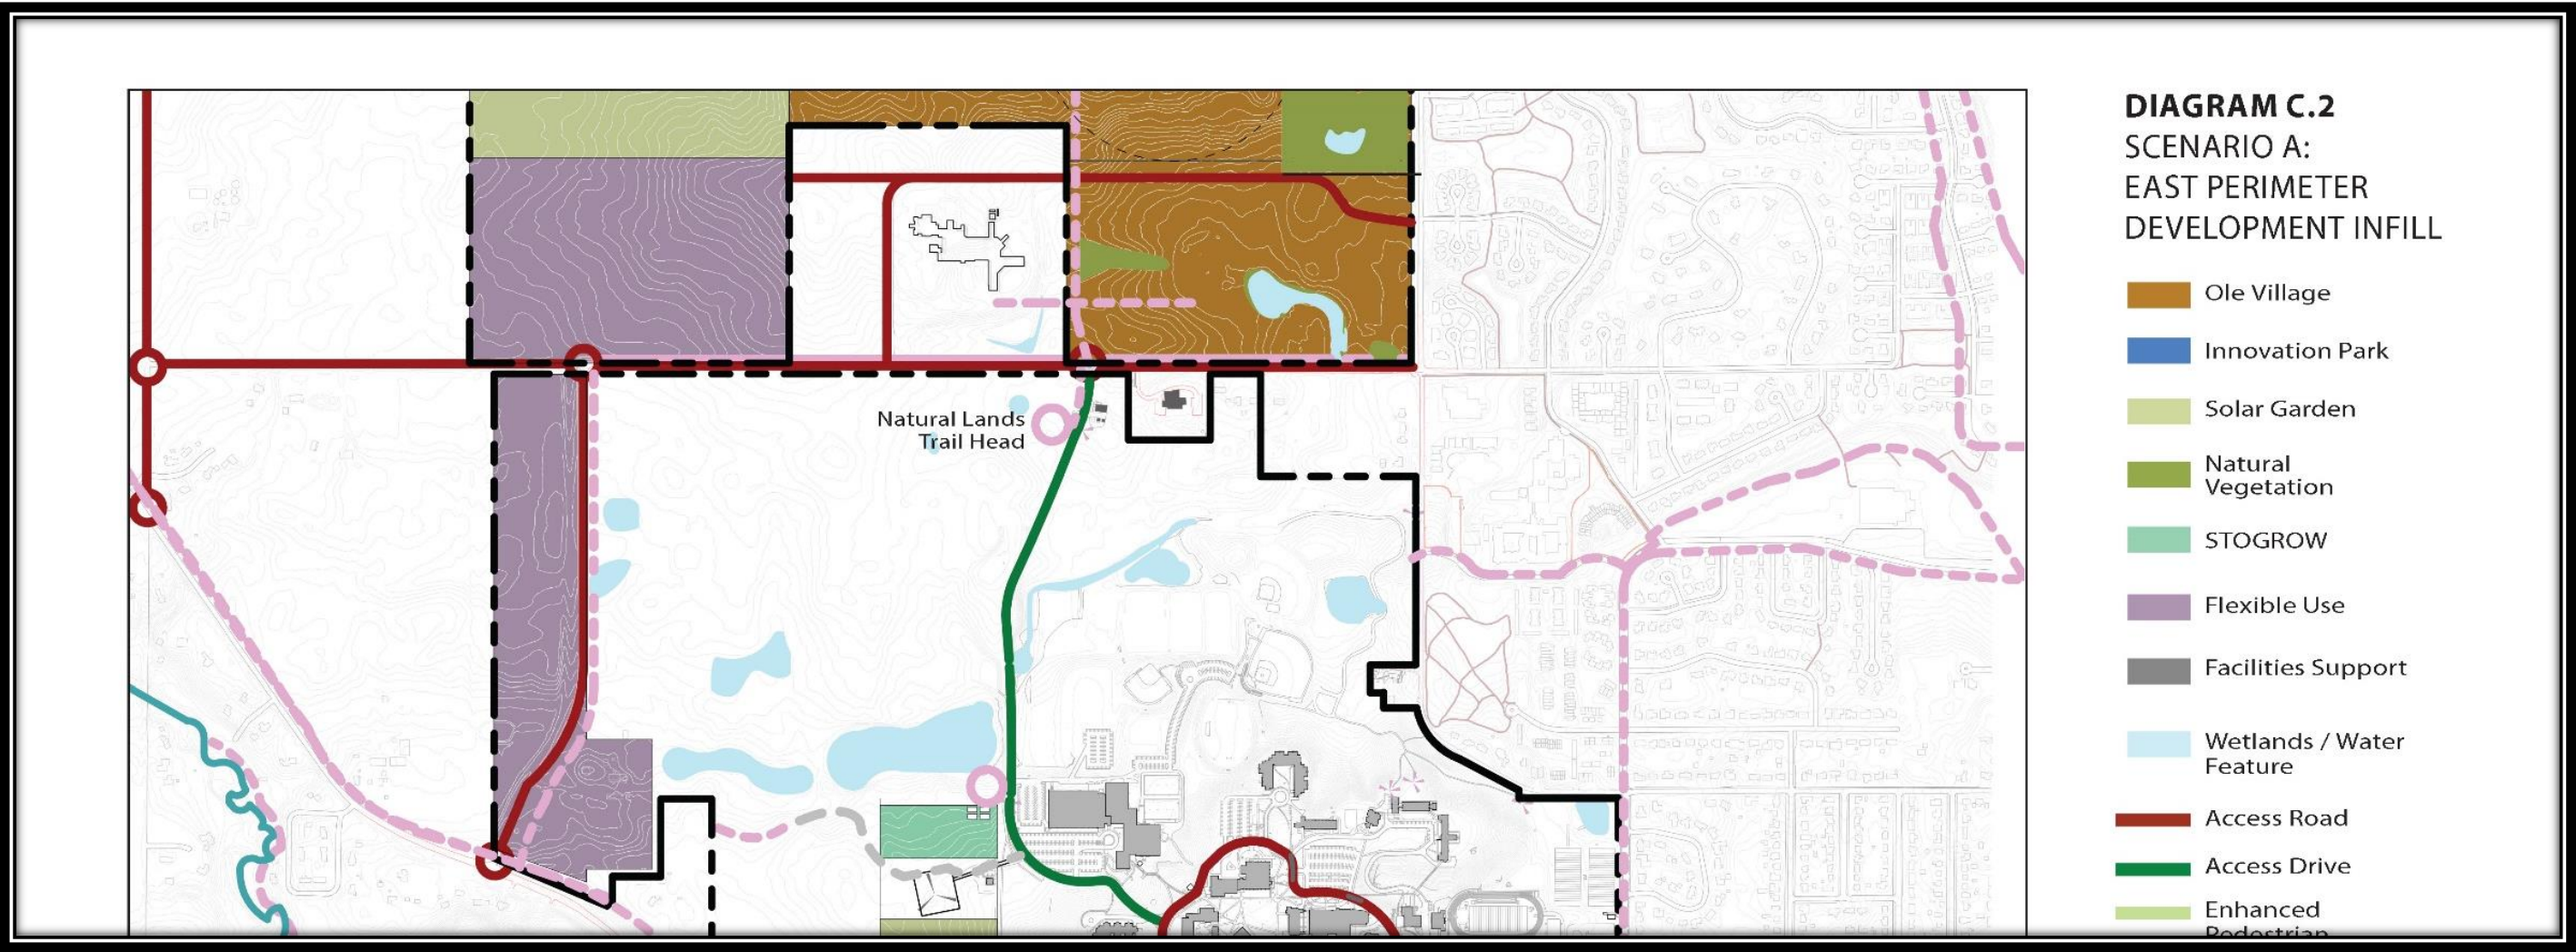 DIAGRAM C.2
SCENARIO A:
EAST PERIMETER
DEVELOPMENT INFILL
Ole Village
Innovation Park
Solar Garden
Natural
Vegetation
STOGROW
Flexible Use
Facilities Support
Wetlands / Water
Feature
Access Road
Access Drive
Enhanced
Pedestrian
Natural Lands
Trail Head